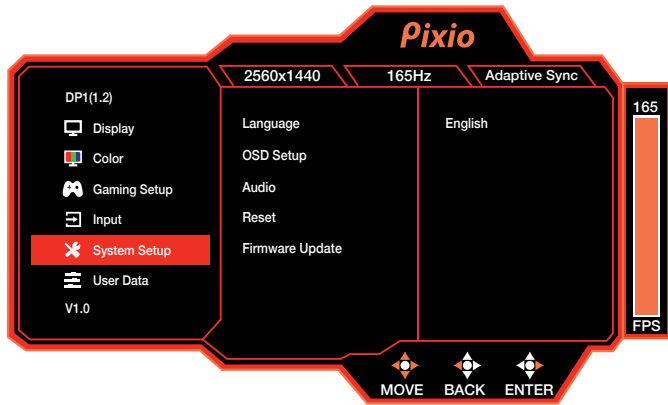 Pixio
2560x1440 165Hz Adaptive Sync
DP1(1.2)
Display
Color
Gaming Setup
Input
System Setup
User Data
V1.0
Language English
OSD Setup
Audio
Reset
Firmware Update
165
FPS
MOVE BACK ENTER